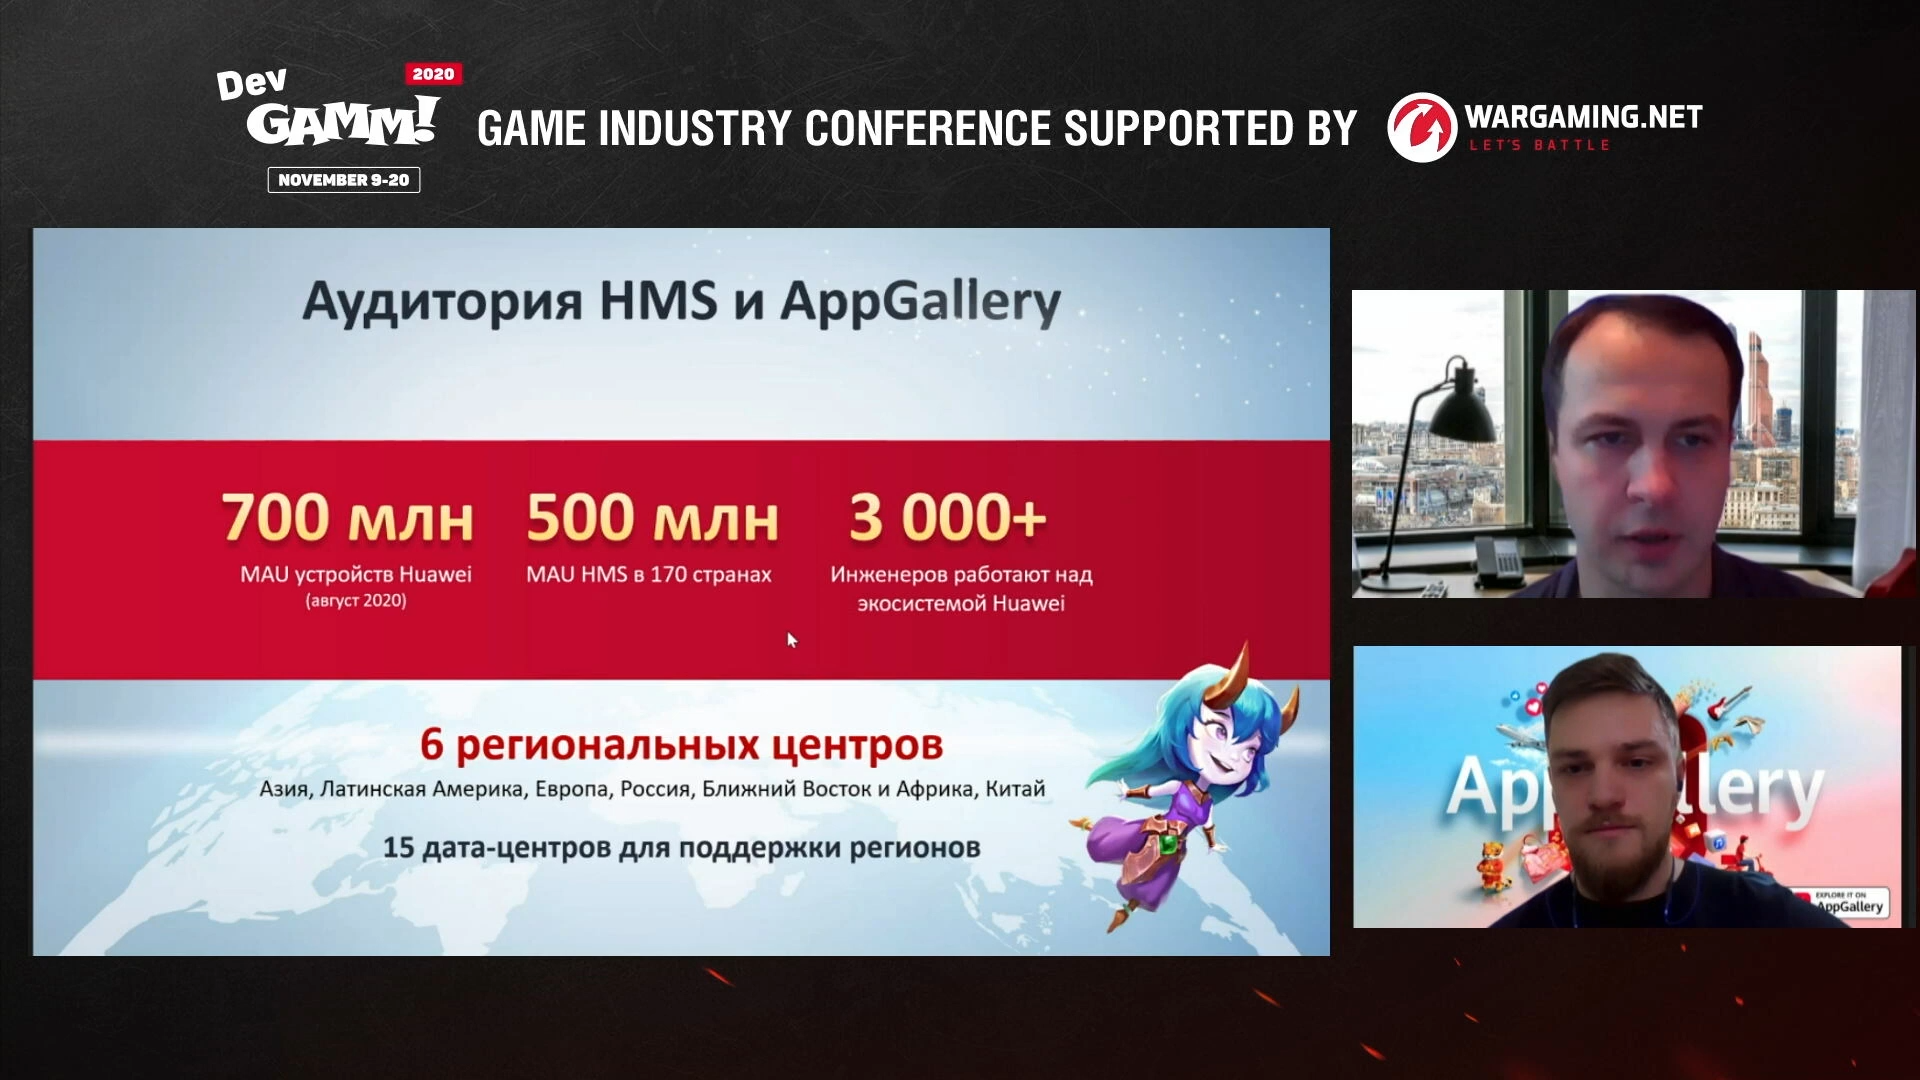 Dev
GAMM!
2020
NOVEMBER 9-20
GAME INDUSTRY CONFERENCE SUPPORTED BY
WARGAMING.NET
LET'S BATTLE
Аудитория HMS и AppGallery
700 млн
MAU устройств Huawei
(август 2020)
500 млн
MAU HMS в 170 странах
3 000+
Инженеров работают над
экосистемой Huawei
6 региональных центров
Азия, Латинская Америка, Европа, Россия, Ближний Восток и Африка, Китай
15 дата-центров для поддержки регионов
EXPLORE IT ON
AppGallery